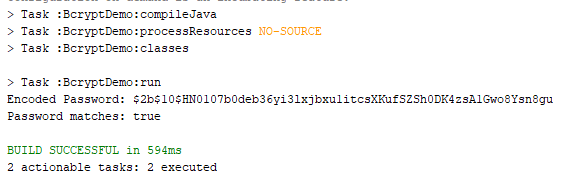 > Task :BcryptDemo:compileJava
> Task :BcryptDemo:processResources NO-SOURCE
> Task :BcryptDemo:classes
> Task :BcryptDemo:run
Encoded Password: $2b$10$HN0107b0deb36yi3lxjbxulitcsXKufSZSh0DK4zsAlGwo8Ysn8gu
Password matches: true
BUILD SUCCESSFUL in 594ms
2 actionable tasks: 2 executed